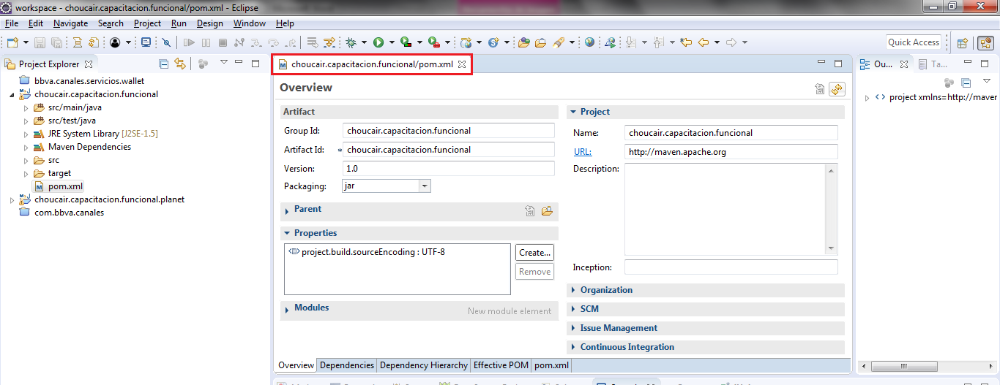 workspace - choucair.capacitacion.funcional/pom.xml - Eclipse
File Edit Navigate Search Project Run Design Window Help
Quick Access
Project Explorer
bbva.canales.servicios.wallet
choucair.capacitacion.funcional
src/main/java
src/test/java
JRE System Library [J2SE-1.5]
Maven Dependencies
src
target
pom.xml
choucair.capacitacion.funcional.planet
com.bbva.canales
choucair.capacitacion.funcional/pom.xml
Overview
Artifact
Group Id: choucair.capacitacion.funcional
Artifact Id: * choucair.capacitacion.funcional
Version: 1.0
Packaging: jar
Parent
Properties
project.build.sourceEncoding : UTF-8
Create...
Remove
Modules
New module element
Project
Name: choucair.capacitacion.funcional
URL: http://maven.apache.org
Description:
Inception:
Organization
SCM
Issue Management
Continuous Integration
Overview Dependencies Dependency Hierarchy Effective POM pom.xml
Ou...
Ta...
project xmlns=http://maver